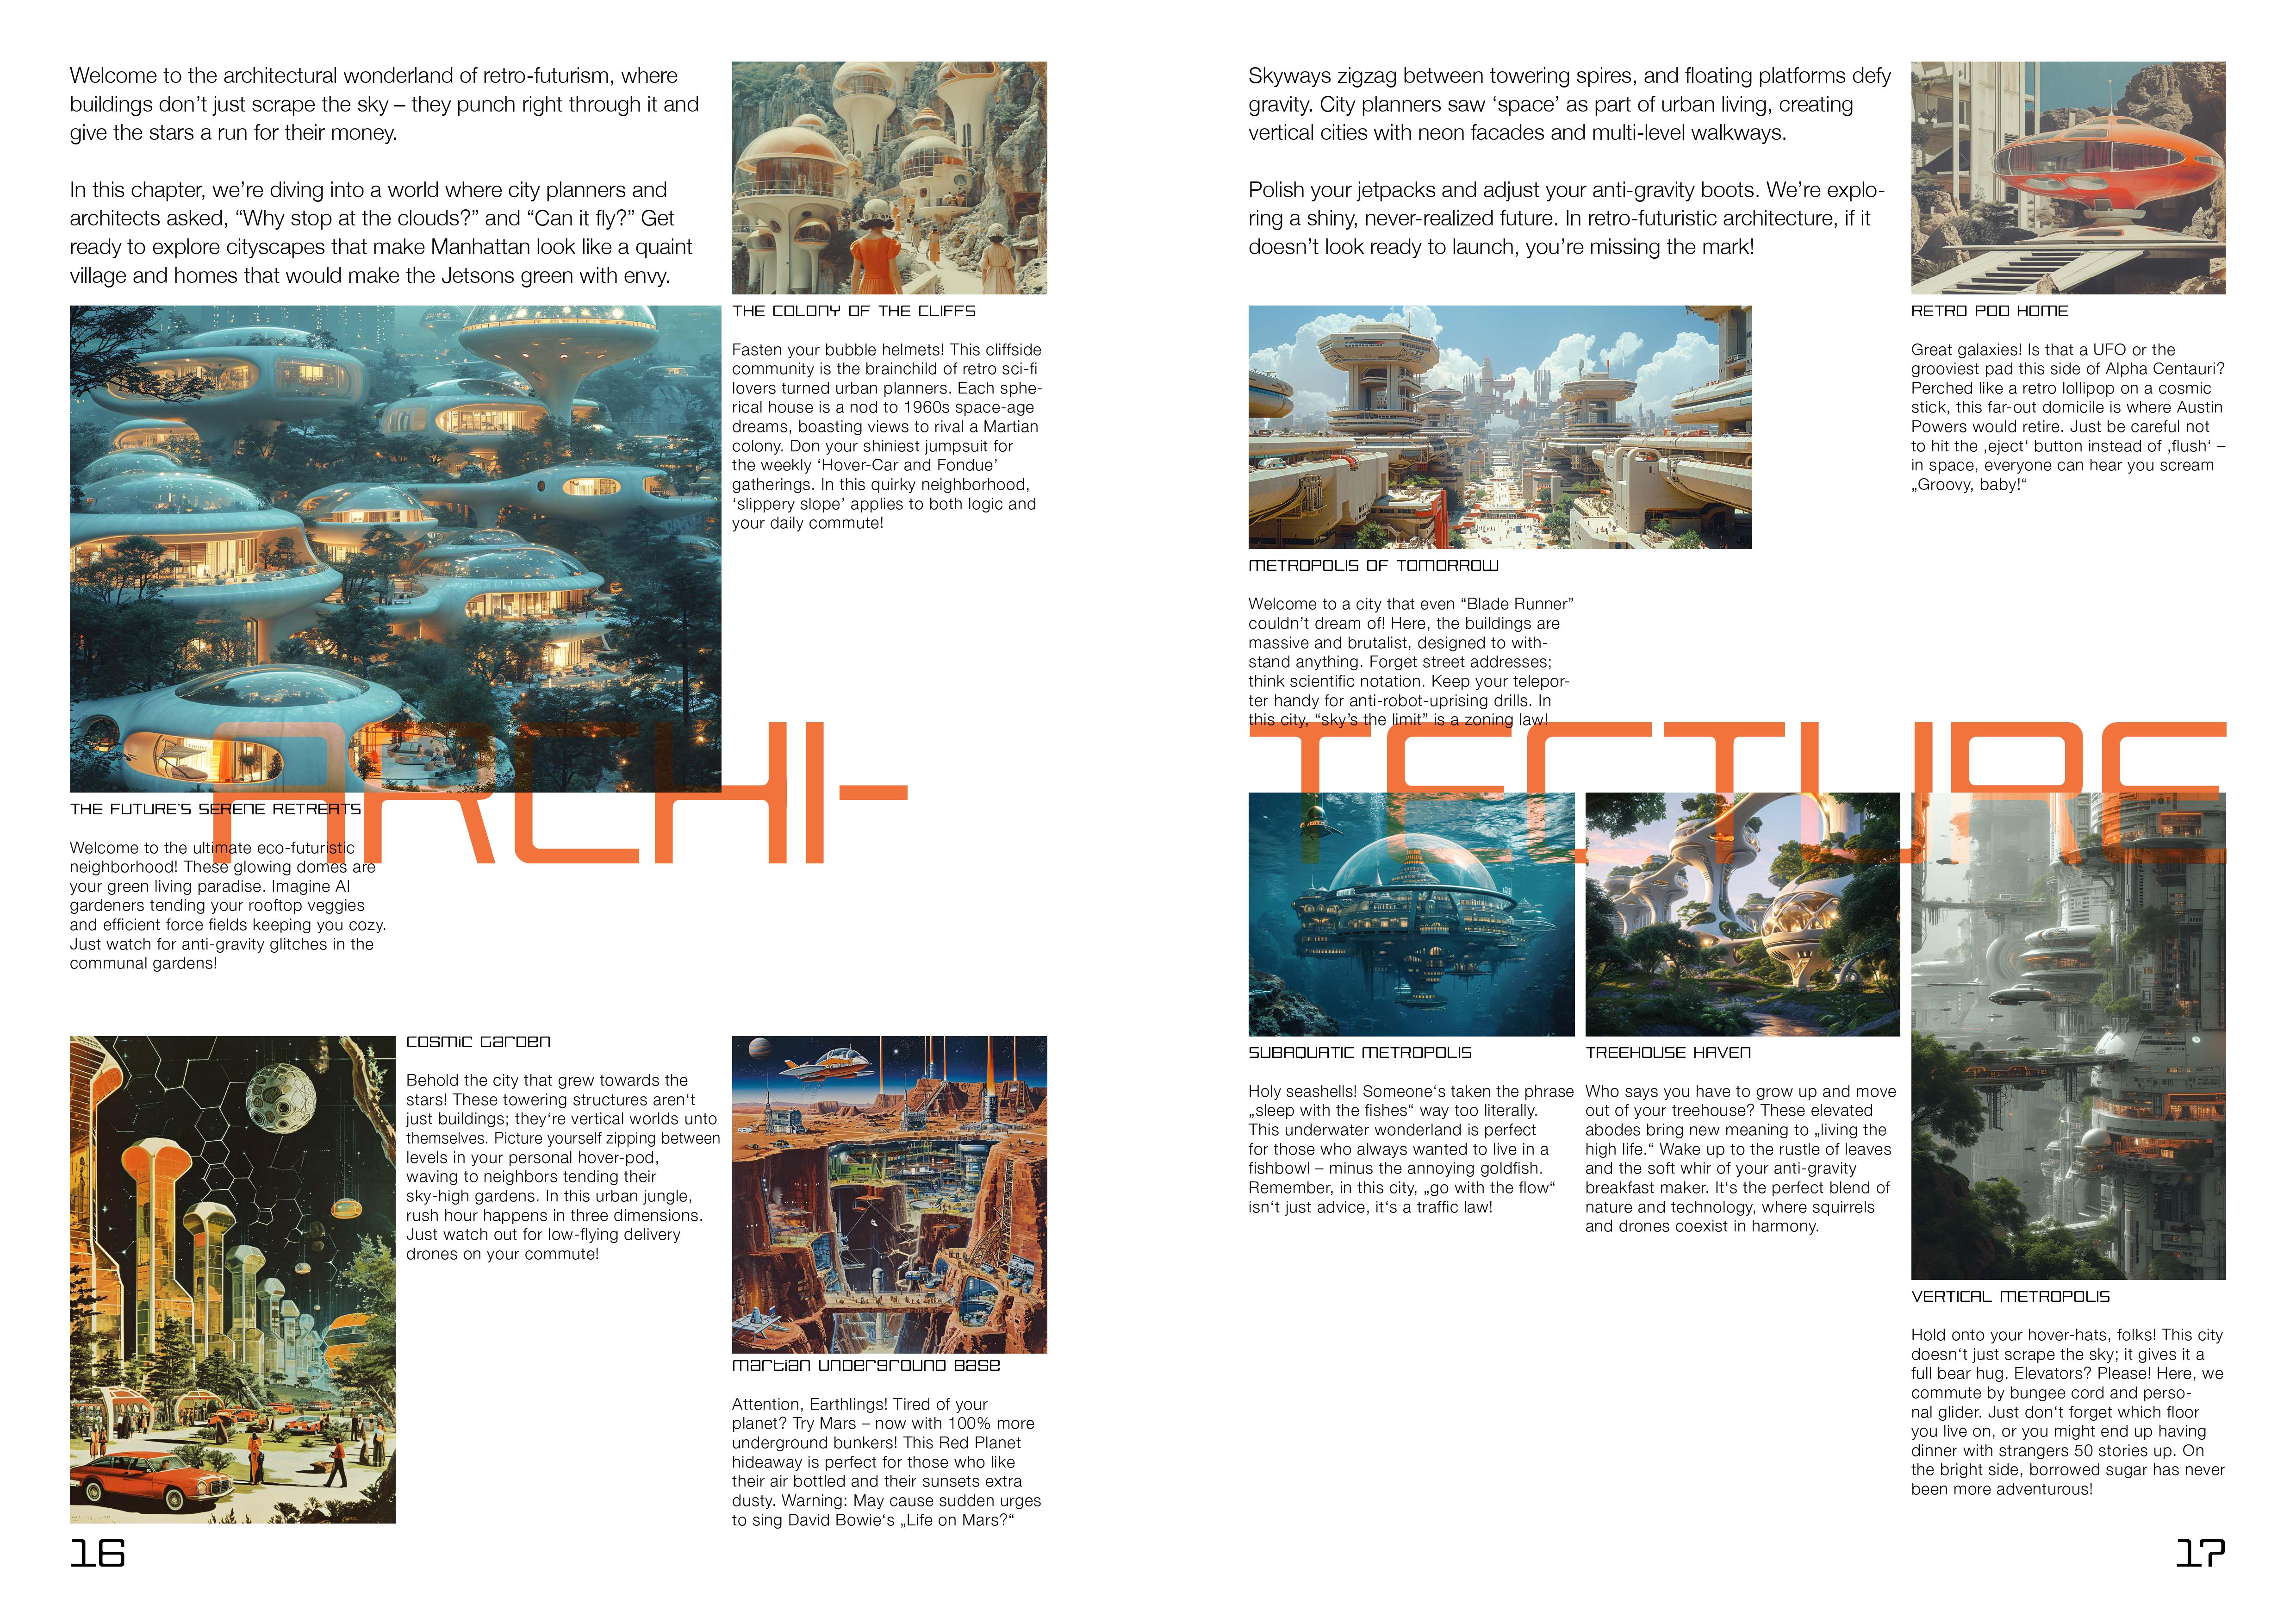 Welcome to the architectural wonderland of retro-futurism, where
buildings don’t just scrape the sky – they punch right through it and
give the stars a run for their money.
In this chapter, we’re diving into a world where city planners and
architects asked, “Why stop at the clouds?” and “Can it fly?” Get
ready to explore cityscapes that make Manhattan look like a quaint
village and homes that would make the Jetsons green with envy.
THE COLONY OF THE CLIFFS
Fasten your bubble helmets! This cliffside
community is the brainchild of retro sci-fi
lovers turned urban planners. Each sphe-
rical house is a nod to 1960s space-age
dreams, boasting views to rival a Martian
colony. Don your shiniest jumpsuit for
the weekly ‘Hover-Car and Fondue’
gatherings. In this quirky neighborhood,
‘slippery slope’ applies to both logic and
your daily commute!
ARCHI-
THE FUTURE'S SERENE RETREATS
Welcome to the ultimate eco-futuristic
neighborhood! These glowing domes are
your green living paradise. Imagine AI
gardeners tending your rooftop veggies
and efficient force fields keeping you cozy.
Just watch for anti-gravity glitches in the
communal gardens!
cosmic garden
Behold the city that grew towards the
stars! These towering structures aren‘t
just buildings; they‘re vertical worlds unto
themselves. Picture yourself zipping between
levels in your personal hover-pod,
waving to neighbors tending their
sky-high gardens. In this urban jungle,
rush hour happens in three dimensions.
Just watch out for low-flying delivery
drones on your commute!
martian underground base
Attention, Earthlings! Tired of your
planet? Try Mars – now with 100% more
underground bunkers! This Red Planet
hideaway is perfect for those who like
their air bottled and their sunsets extra
dusty. Warning: May cause sudden urges
to sing David Bowie‘s „Life on Mars?“
16
Skyways zigzag between towering spires, and floating platforms defy
gravity. City planners saw ‘space’ as part of urban living, creating
vertical cities with neon facades and multi-level walkways.
Polish your jetpacks and adjust your anti-gravity boots. We’re explo-
ring a shiny, never-realized future. In retro-futuristic architecture, if it
doesn’t look ready to launch, you’re missing the mark!
RETRO POD HOME
Great galaxies! Is that a UFO or the
grooviest pad this side of Alpha Centauri?
Perched like a retro lollipop on a cosmic
stick, this far-out domicile is where Austin
Powers would retire. Just be careful not
to hit the ‚eject‘ button instead of ‚flush‘ –
in space, everyone can hear you scream
„Groovy, baby!“
METROPOLIS OF TOMORROW
Welcome to a city that even “Blade Runner”
couldn’t dream of! Here, the buildings are
massive and brutalist, designed to with-
stand anything. Forget street addresses;
think scientific notation. Keep your telepor-
ter handy for anti-robot-uprising drills. In
this city, “sky’s the limit” is a zoning law!
TECTURE
SUBAQUATIC METROPOLIS
Holy seashells! Someone‘s taken the phrase
„sleep with the fishes“ way too literally.
This underwater wonderland is perfect
for those who always wanted to live in a
fishbowl – minus the annoying goldfish.
Remember, in this city, „go with the flow“
isn‘t just advice, it‘s a traffic law!
TREEHOUSE HAVEN
Who says you have to grow up and move
out of your treehouse? These elevated
abodes bring new meaning to „living the
high life.“ Wake up to the rustle of leaves
and the soft whir of your anti-gravity
breakfast maker. It‘s the perfect blend of
nature and technology, where squirrels
and drones coexist in harmony.
VERTICAL METROPOLIS
Hold onto your hover-hats, folks! This city
doesn‘t just scrape the sky; it gives it a
full bear hug. Elevators? Please! Here, we
commute by bungee cord and perso-
nal glider. Just don‘t forget which floor
you live on, or you might end up having
dinner with strangers 50 stories up. On
the bright side, borrowed sugar has never
been more adventurous!
17